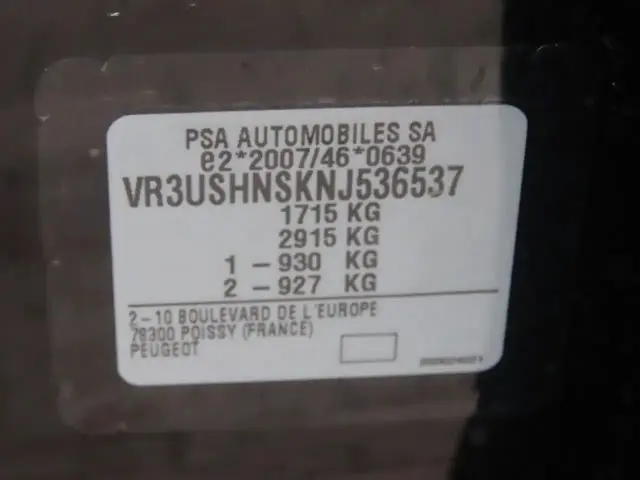 PSA AUTOMOBILES SA
e2*2007/46*0639
VR3USHNSKNJ536537
1715 KG
2915 KG
1 - 930 KG
2 - 927 KG
2-10 BOULEVARD DE L'EUROPE
78300 POISSY (FRANCE)
PEUGEOT